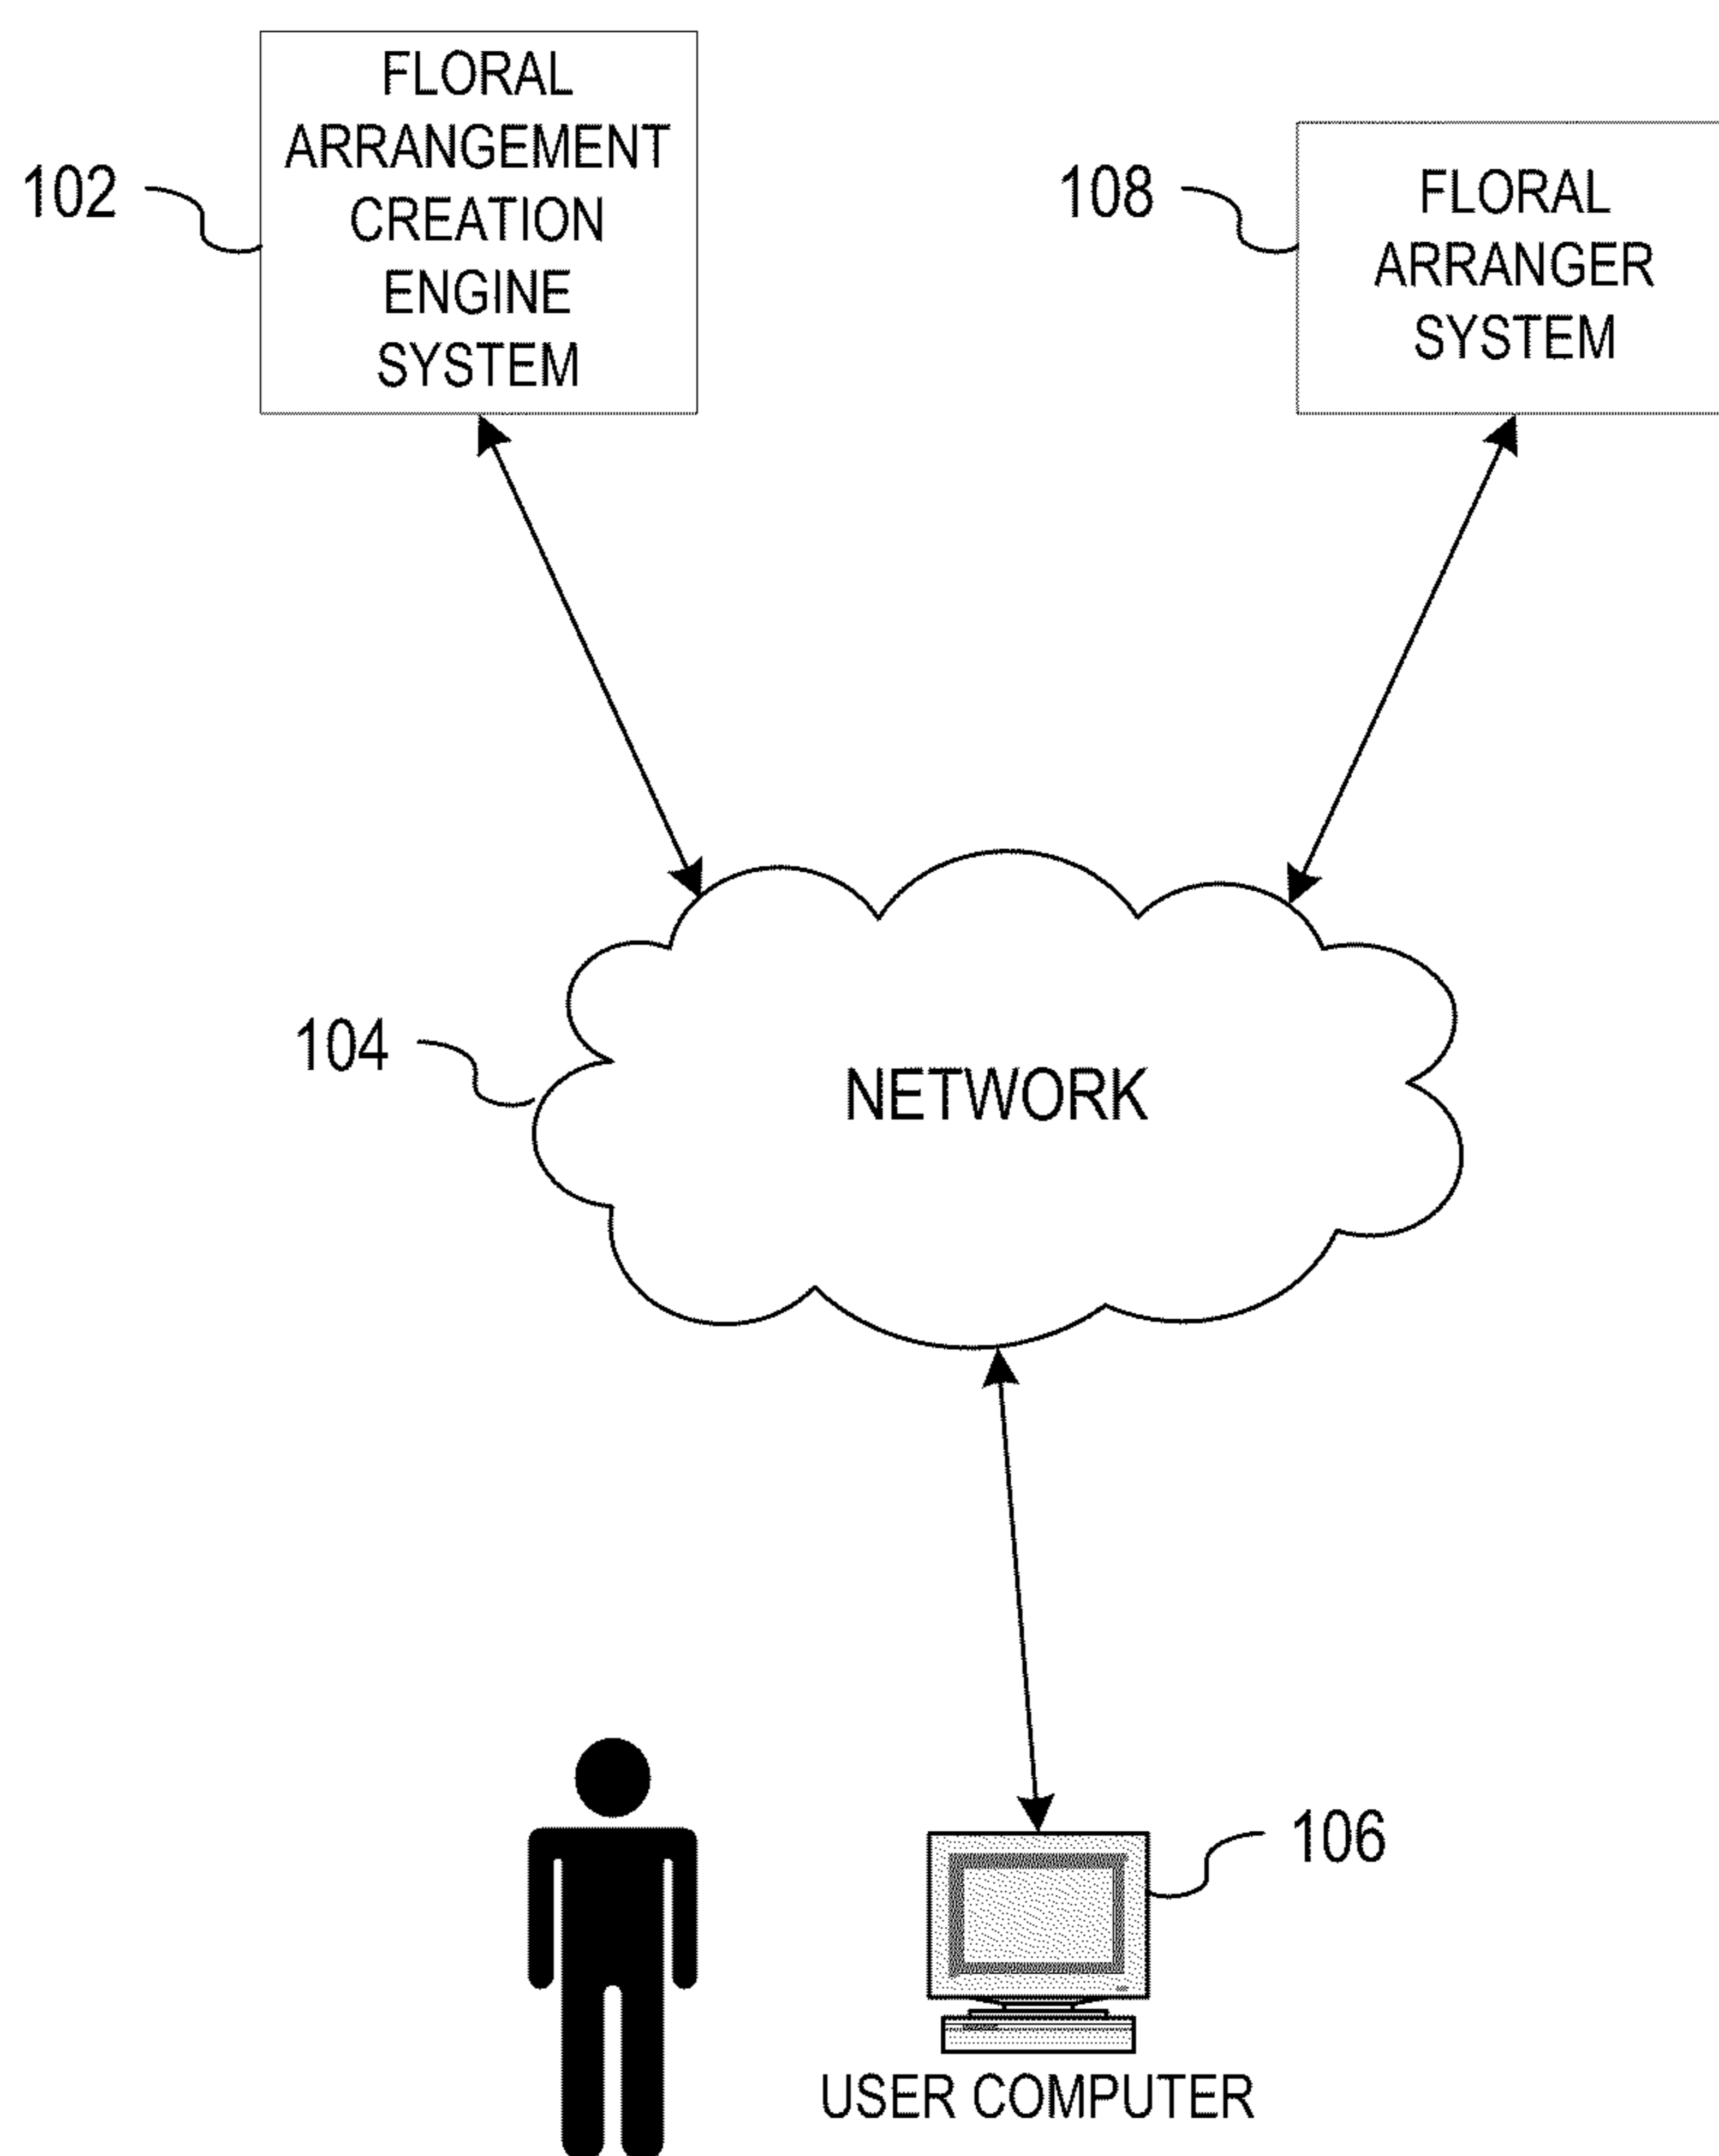 FLORAL
ARRANGEMENT
CREATION
ENGINE
SYSTEM
102
108
FLORAL
ARRANGER
SYSTEM
104
NETWORK
106
USER COMPUTER